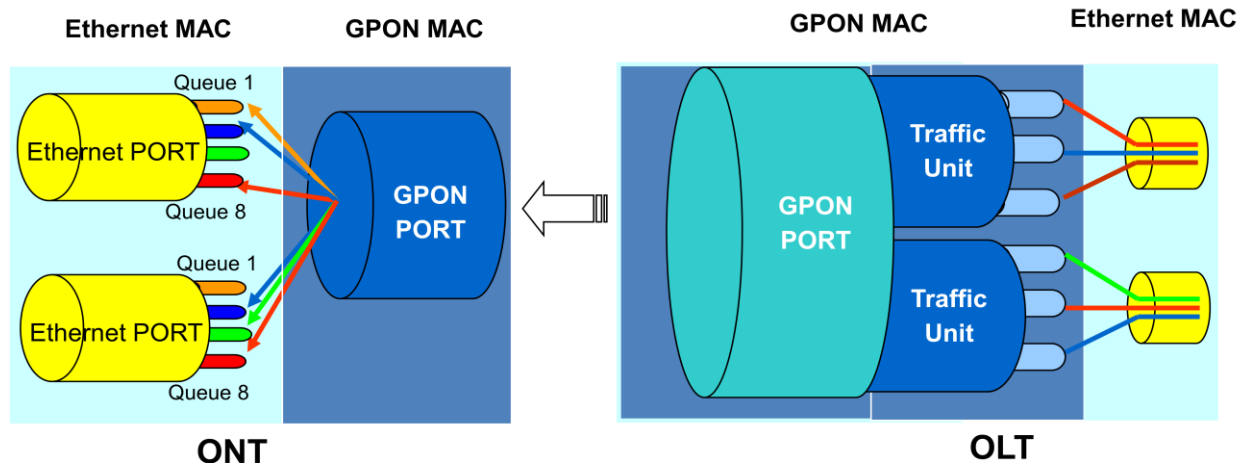 Ethernet MAC
GPON MAC
GPON MAC
Ethernet MAC
Queue 1
Ethernet PORT
Queue 8
Queue 1
Ethernet PORT
Queue 8
GPON
PORT
GPON
PORT
Traffic
Unit
Traffic
Unit
ONT
OLT